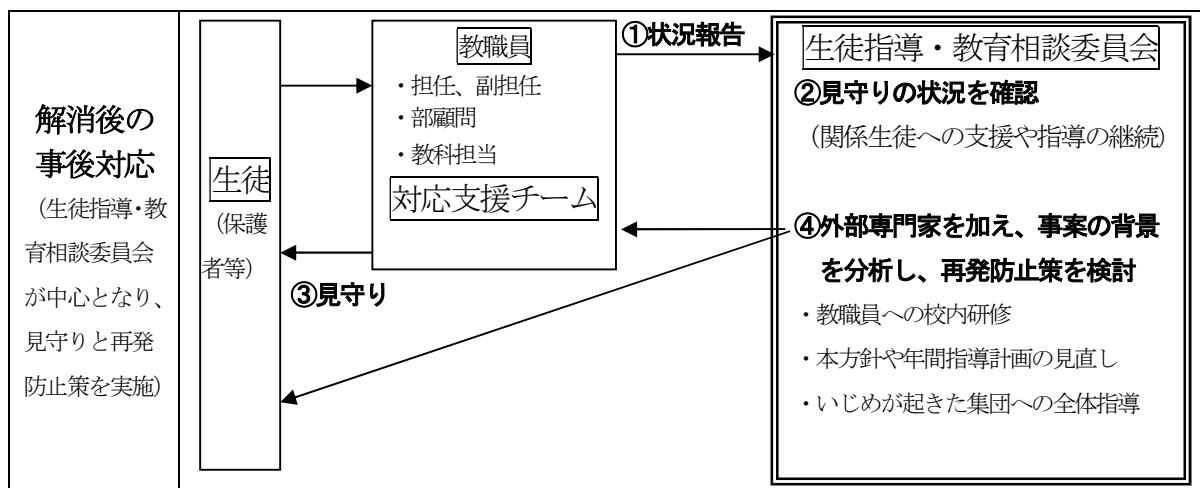 解消後の
事後対応
（生徒指導・教
育相談委員会
が中心となり、
見守りと再発
防止策を実施）
生徒
（保護
者等）
教職員
・担任、副担任
・部顧問
・教科担当
対応支援チーム
①状況報告
③見守り
生徒指導・教育相談委員会
②見守りの状況を確認
（関係生徒への支援や指導の継続）
④外部専門家を加え、事案の背景
を分析し、再発防止策を検討
・教職員への校内研修
・本方針や年間指導計画の見直し
・いじめが起きた集団への全体指導